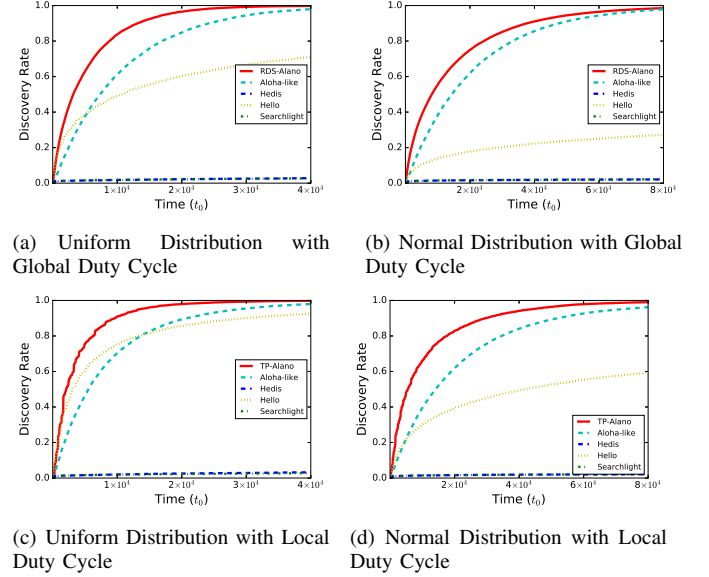 1.0
0.8
0.6
0.4
0.2
0.0
Discovery Rate
RDS-Alano
Aloha-like
Hedis
Hello
Searchlight
1×10⁴ 2×10⁴ 3×10⁴ 4×10⁴
Time (t₀)
(a) Uniform Distribution with
Global Duty Cycle
1.0
0.8
0.6
0.4
0.2
0.0
Discovery Rate
RDS-Alano
Aloha-like
Hedis
Hello
Searchlight
2×10⁴ 4×10⁴ 6×10⁴ 8×10⁴
Time (t₀)
(b) Normal Distribution with Global
Duty Cycle
1.0
0.8
0.6
0.4
0.2
0.0
Discovery Rate
TP-Alano
Aloha-like
Hedis
Hello
Searchlight
1×10⁴ 2×10⁴ 3×10⁴ 4×10⁴
Time (t₀)
(c) Uniform Distribution with Local
Duty Cycle
1.0
0.8
0.6
0.4
0.2
0.0
Discovery Rate
TP-Alano
Aloha-like
Hedis
Hello
Searchlight
2×10⁴ 4×10⁴ 6×10⁴ 8×10⁴
Time (t₀)
(d) Normal Distribution with Local
Duty Cycle